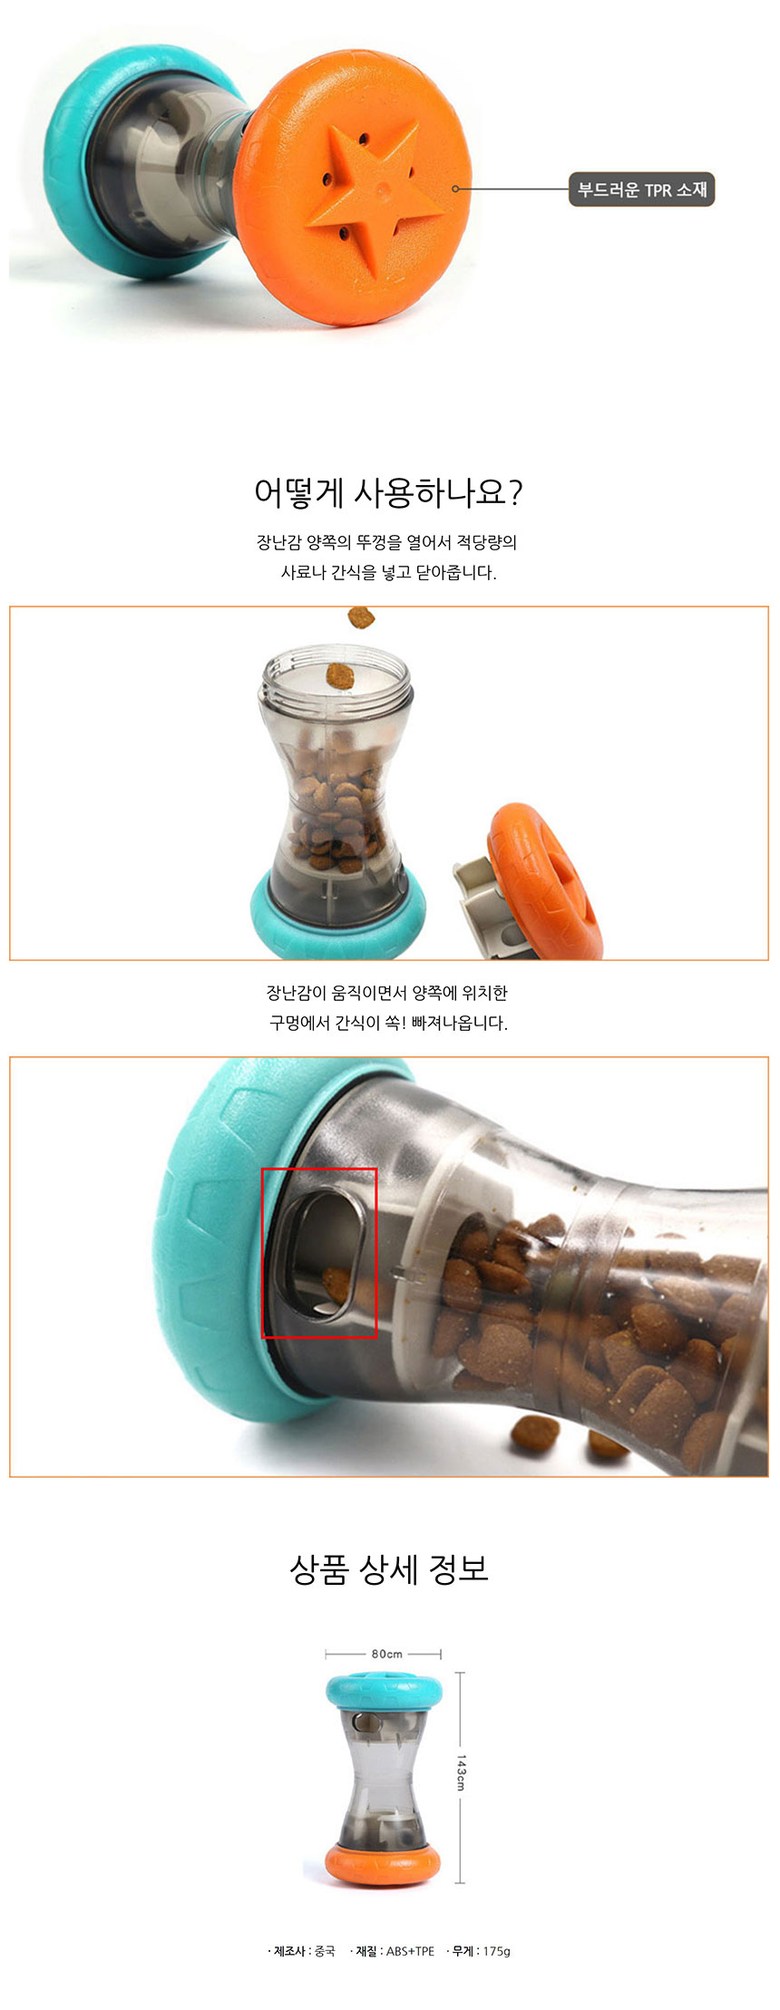 부드러운 TPR 소재
어떻게 사용하나요?
장난감 양쪽의 뚜껑을 열어서 적당량의
사료나 간식을 넣고 닫아줍니다.
장난감이 움직이면서 양쪽에 위치한
구멍에서 간식이 쏙! 빠져나옵니다.
상품 상세 정보
80cm
143cm
· 제조사 : 중국 · 재질 : ABS+TPE · 무게 : 175g